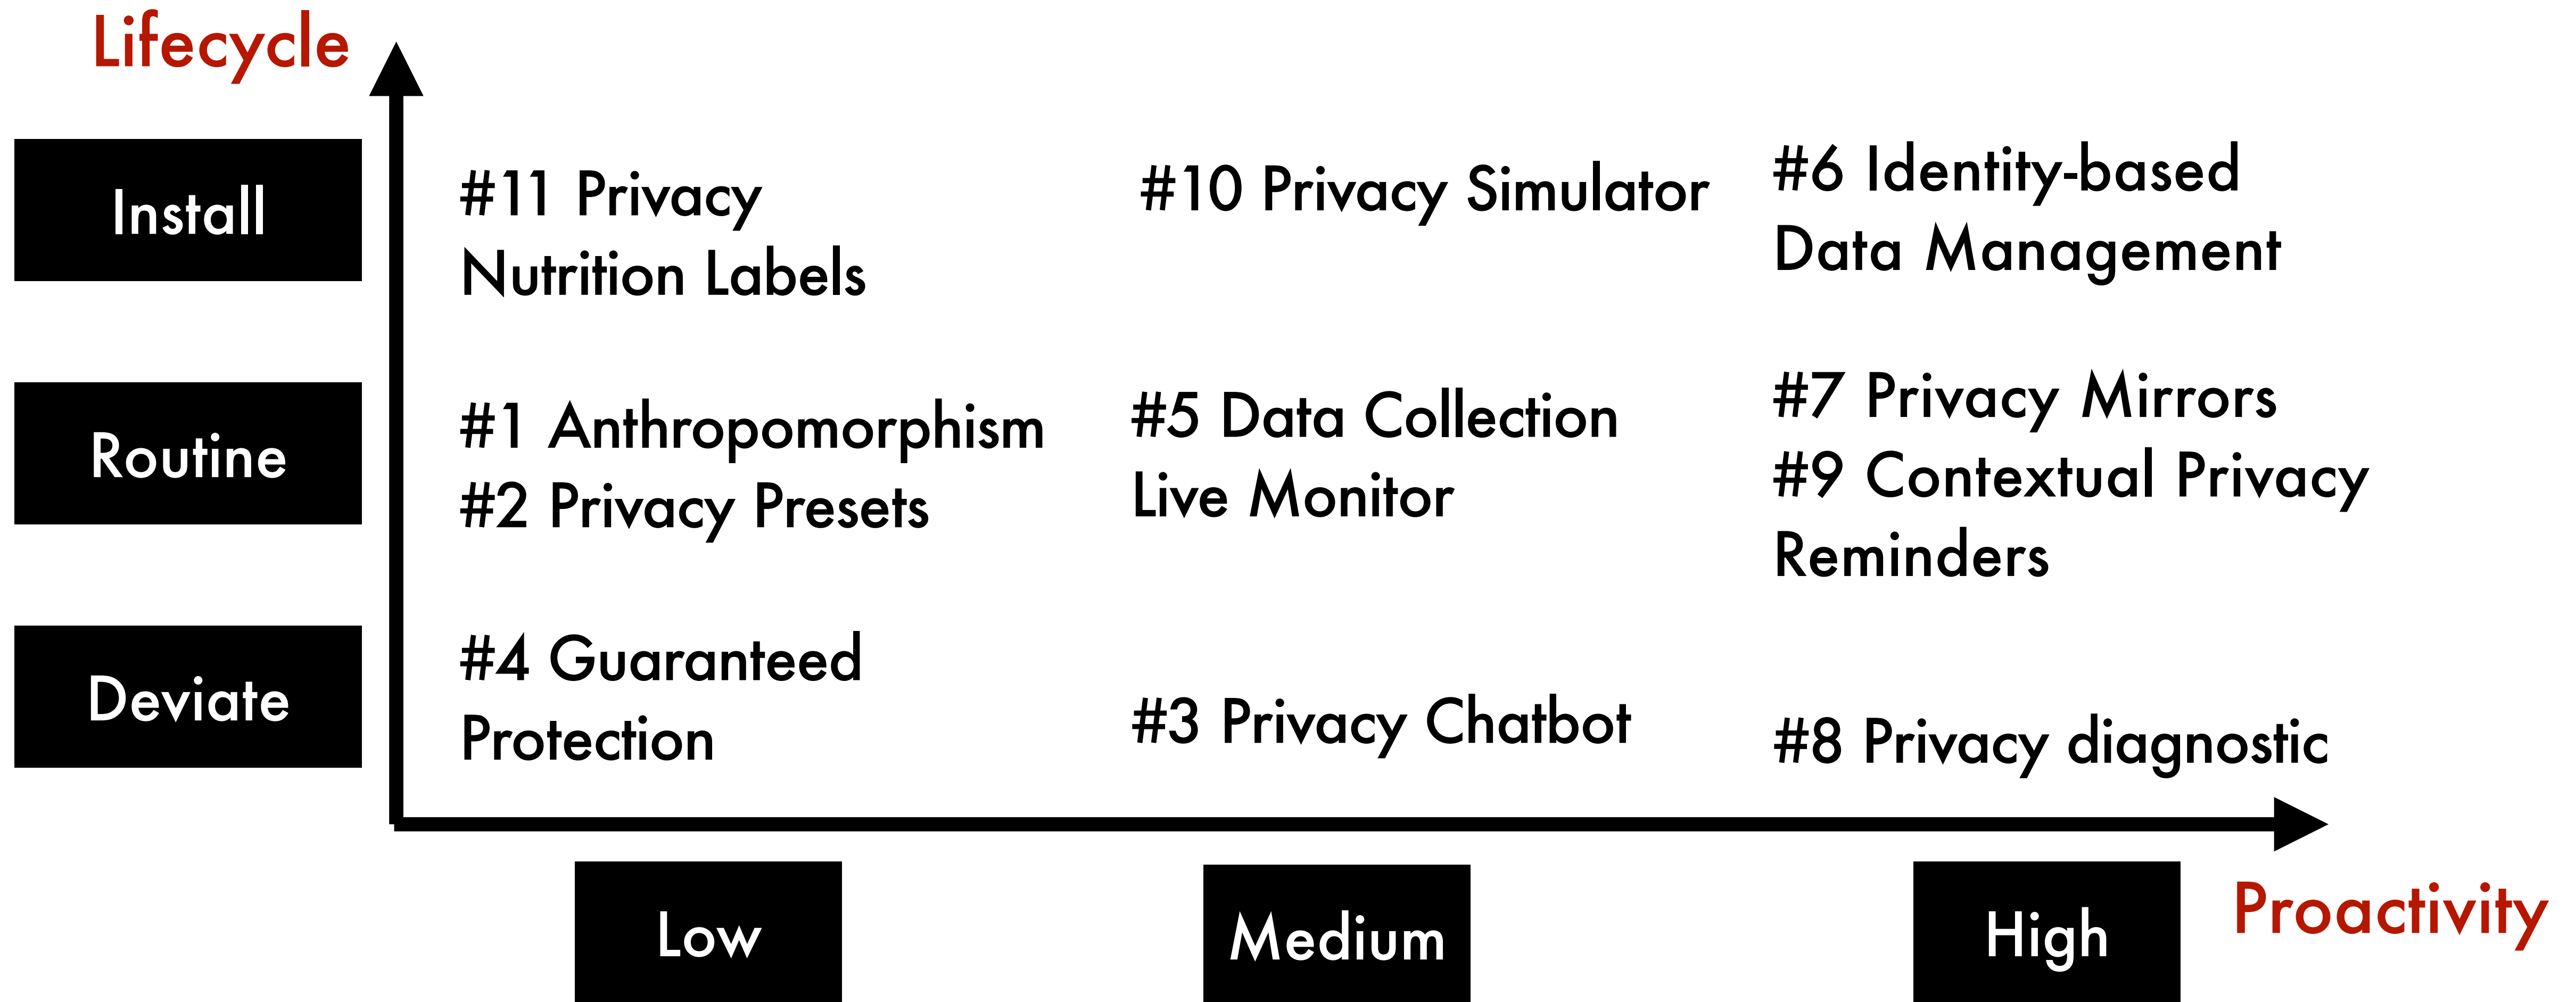 Lifecycle
Install
#11 Privacy
Nutrition Labels
#10 Privacy Simulator
#6 Identity-based
Data Management
Routine
#1 Anthropomorphism
#2 Privacy Presets
#5 Data Collection
Live Monitor
#7 Privacy Mirrors
#9 Contextual Privacy
Reminders
Deviate
#4 Guaranteed
Protection
#3 Privacy Chatbot
#8 Privacy diagnostic
Low
Medium
High
Proactivity